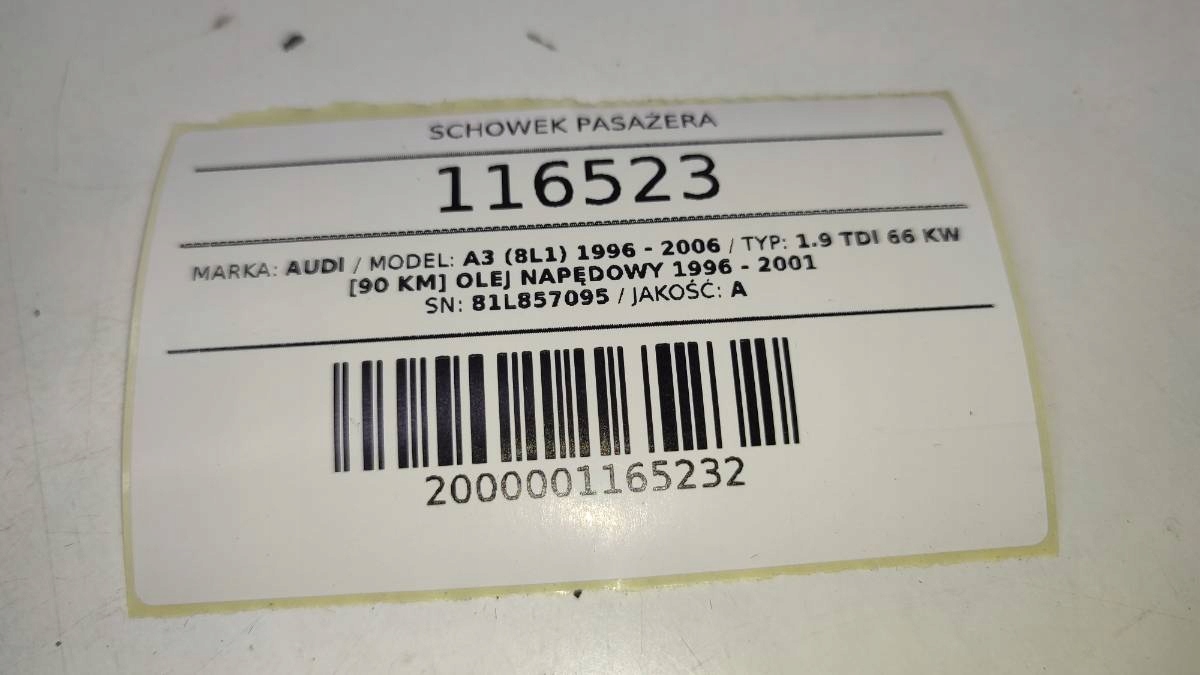 SCHOWEK PASAŻERA
116523
MARKA: AUDI / MODEL: A3 (8L1) 1996 - 2006 / TYP: 1.9 TDI 66 KW
[90 KM] OLEJ NAPĘDOWY 1996 - 2001
SN: 81L857095 / JAKOŚĆ: A
2000001165232